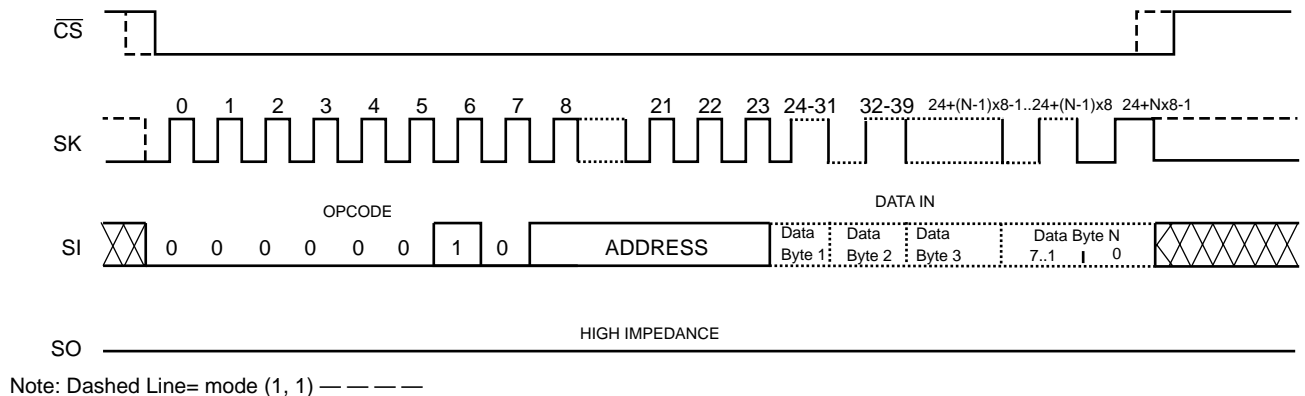 CS
0 1 2 3 4 5 6 7 8 21 22 23 24-31 32-39 24+(N-1)x8-1..24+(N-1)x8 24+Nx8-1
SK
OPCODE DATA IN
SI 0 0 0 0 0 0 1 0 ADDRESS Data Byte 1 Data Byte 2 Data Byte 3 Data Byte N 7..1 0
HIGH IMPEDANCE
SO
Note: Dashed Line= mode (1, 1) — — — —